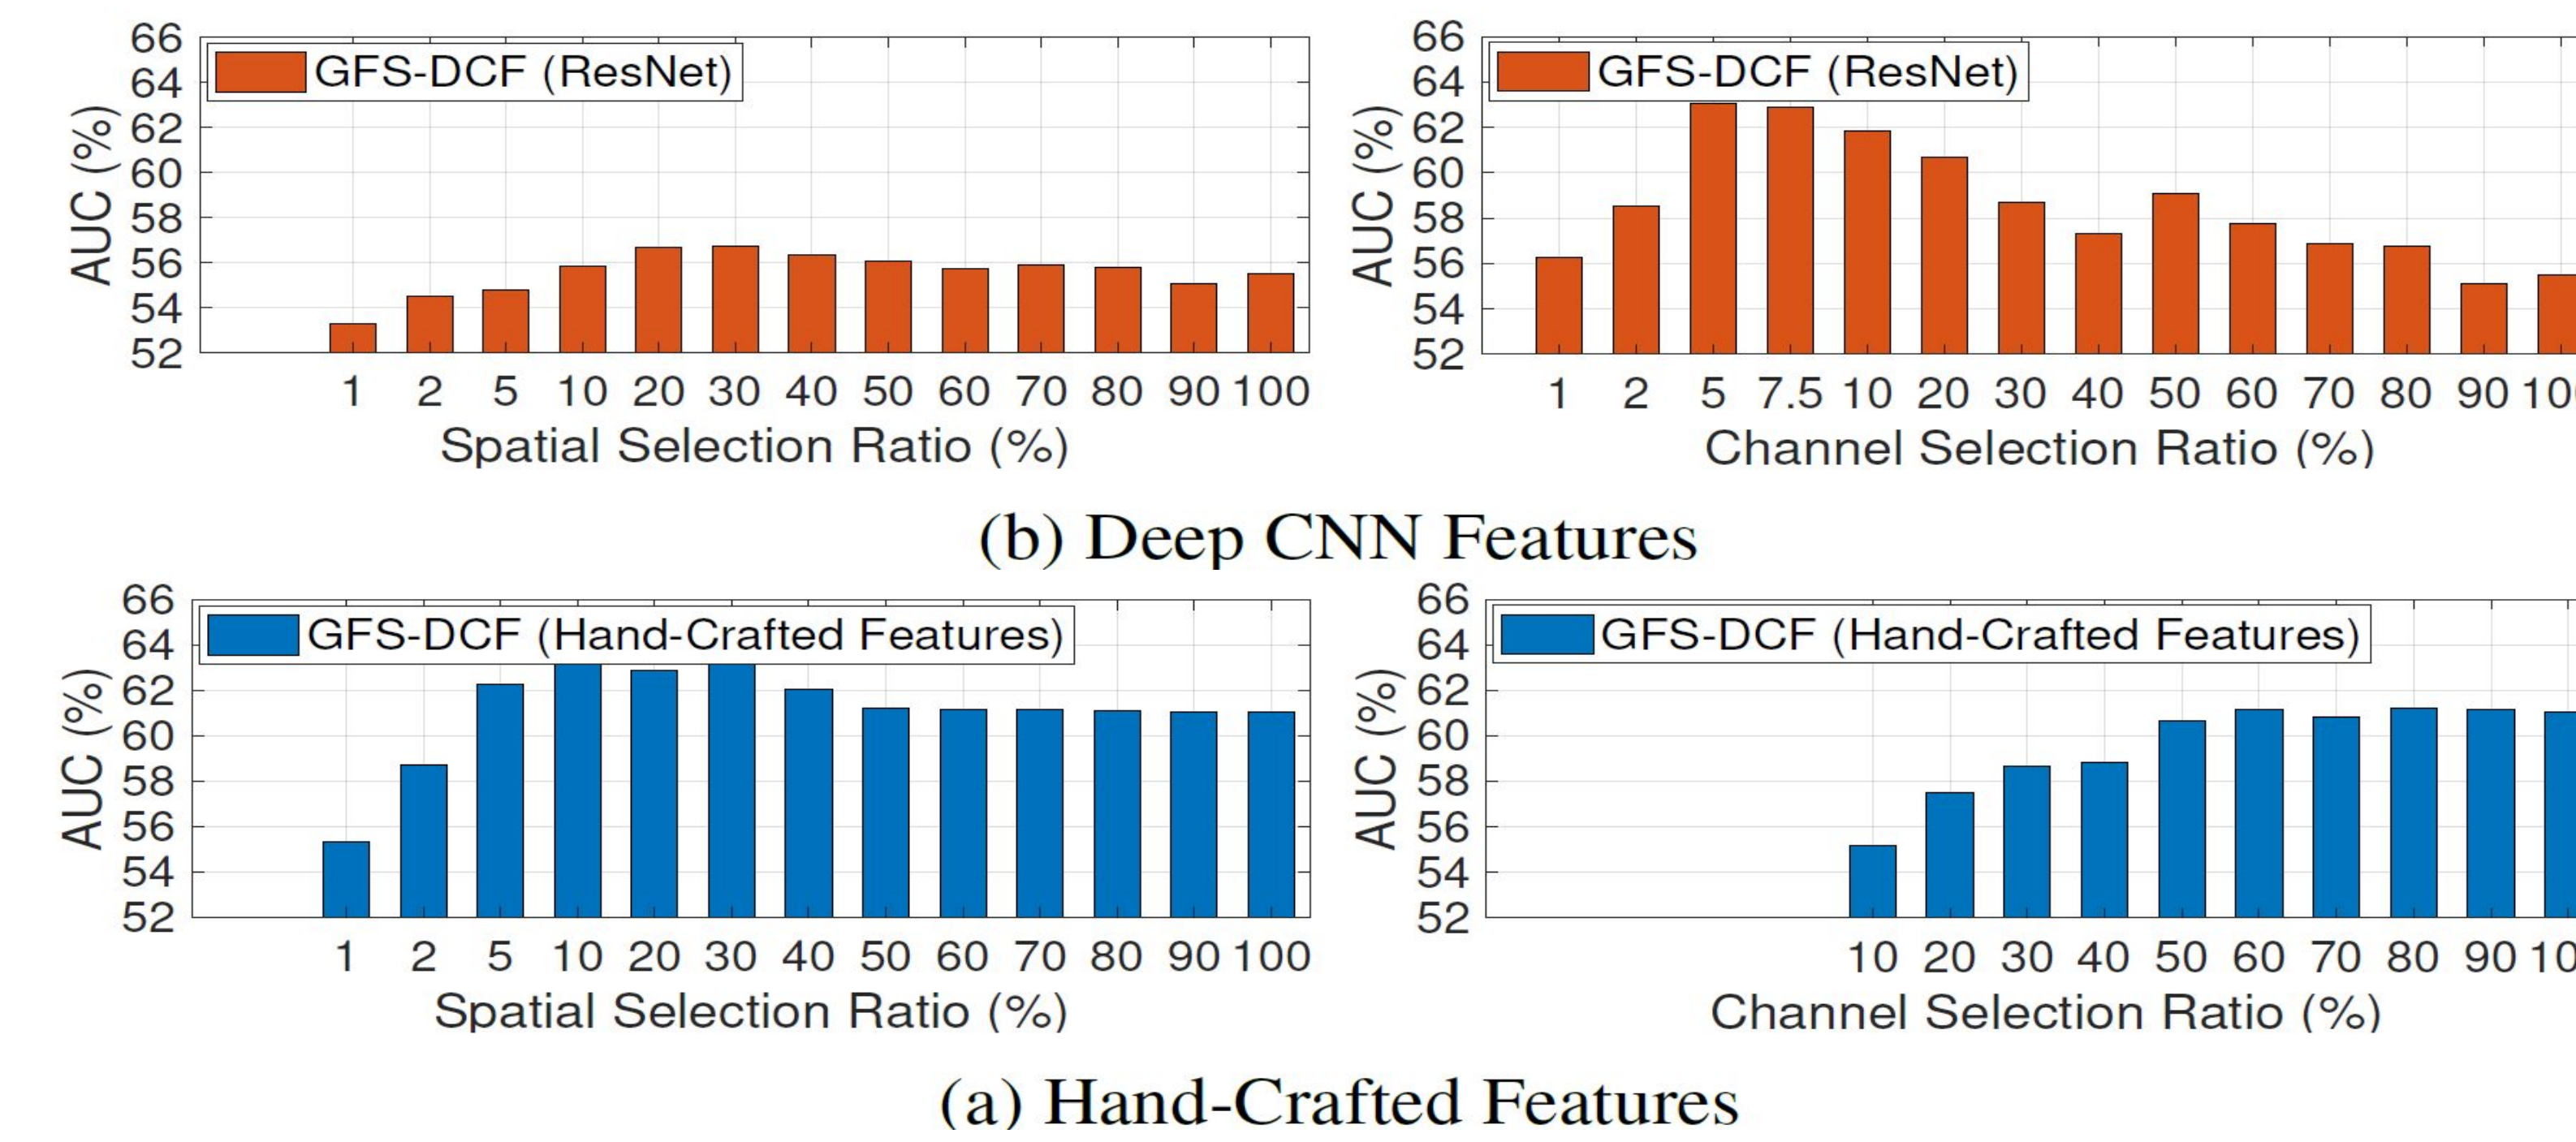 66
64
62
60
58
56
54
52
AUC (%)
GFS-DCF (ResNet)
1 2 5 10 20 30 40 50 60 70 80 90 100
Spatial Selection Ratio (%)
66
64
62
60
58
56
54
52
AUC (%)
GFS-DCF (ResNet)
1 2 5 7.5 10 20 30 40 50 60 70 80 90
Channel Selection Ratio (%)
(b) Deep CNN Features
66
64
62
60
58
56
54
52
AUC (%)
GFS-DCF (Hand-Crafted Features)
1 2 5 10 20 30 40 50 60 70 80 90 100
Spatial Selection Ratio (%)
66
64
62
60
58
56
54
52
AUC (%)
GFS-DCF (Hand-Crafted Features)
10 20 30 40 50 60 70 80 90 10
Channel Selection Ratio (%)
(a) Hand-Crafted Features